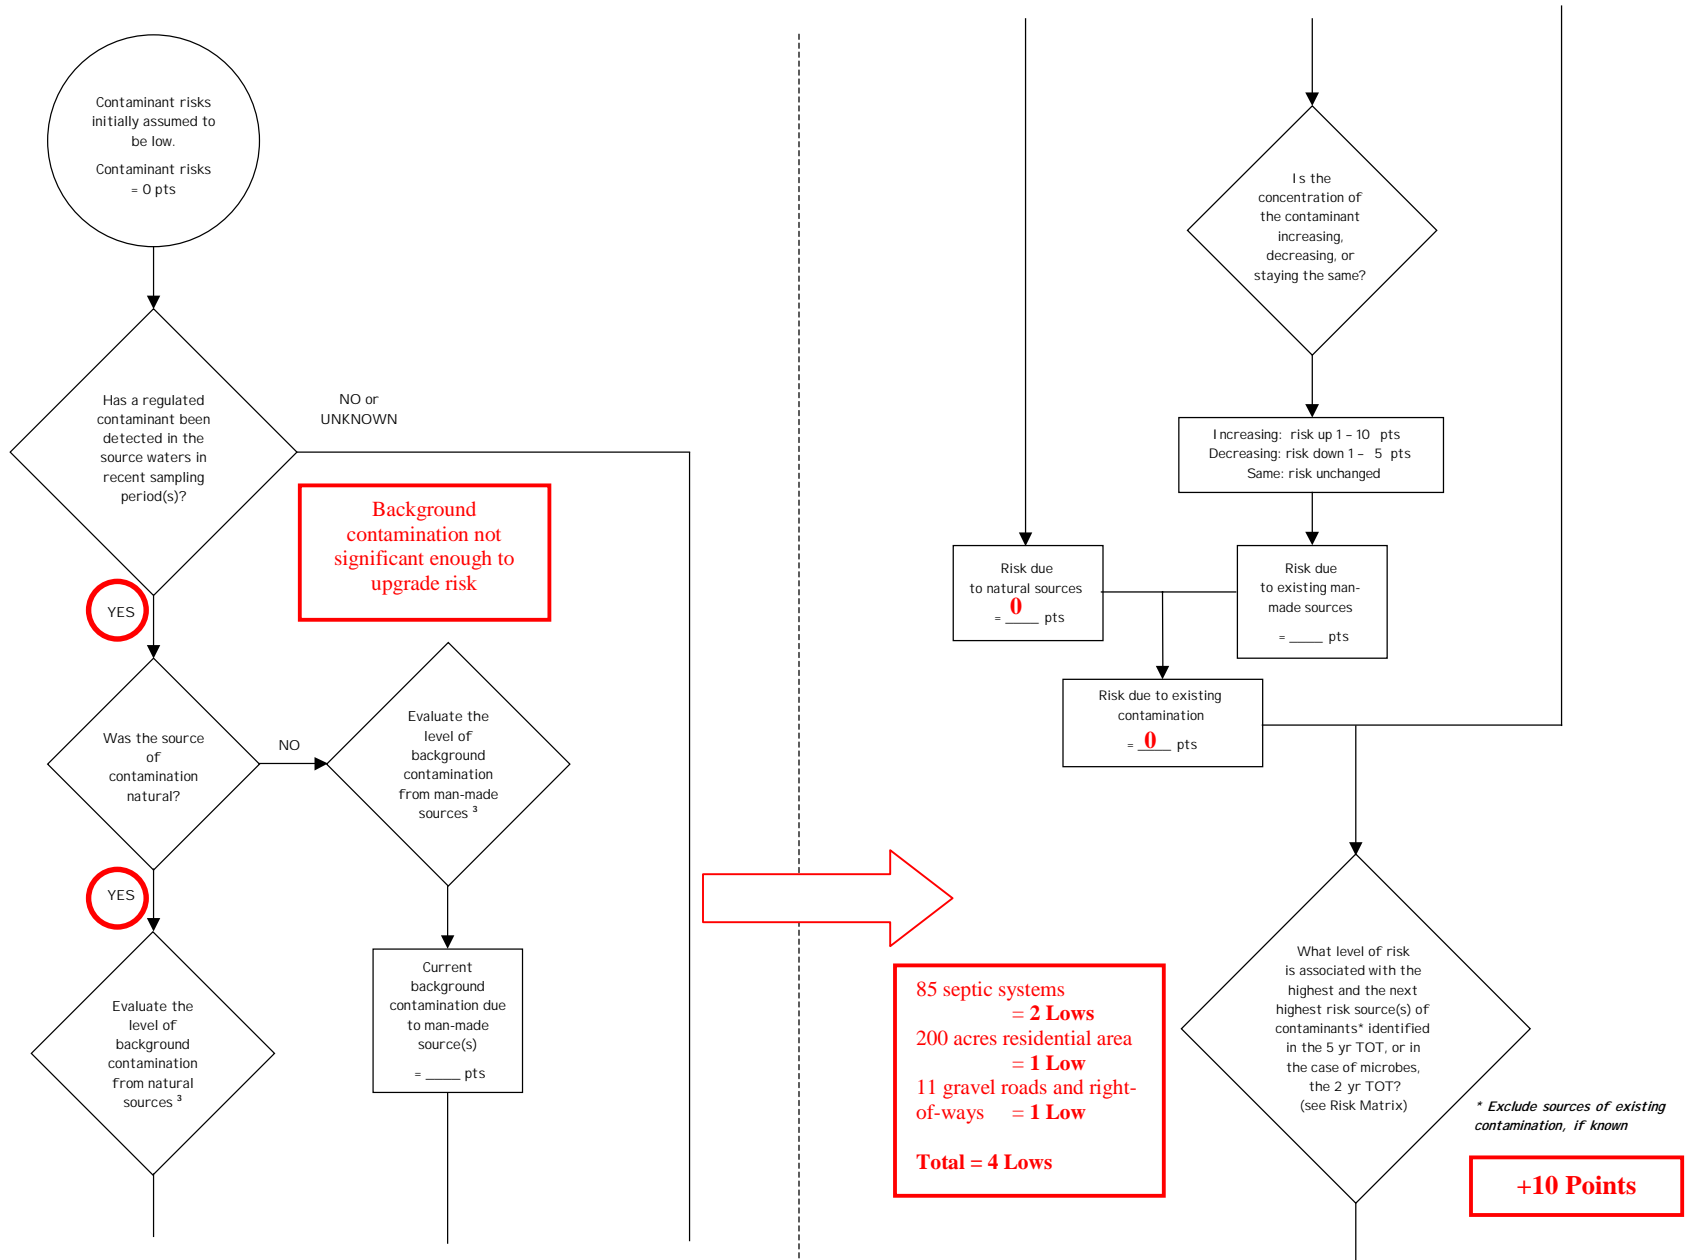 Contaminant risks
initially assumed to
be low.
Contaminant risks
= 0 pts
Has a regulated
contaminant been
detected in the
source waters in
recent sampling
period(s)?
NO or
UNKNOWN
Background
contamination not
significant enough to
upgrade risk
YES
Was the source
of
contamination
natural?
NO
Evaluate the
level of
background
contamination
from man-made
sources ³
YES
Evaluate the
level of
background
contamination
from natural
sources ³
Current
background
contamination due
to man-made
source(s)
= _____ pts
Is the
concentration of
the contaminant
increasing,
decreasing, or
staying the same?
Increasing: risk up 1 – 10 pts
Decreasing: risk down 1 – 5 pts
Same: risk unchanged
Risk due
to natural sources
= __0__ pts
Risk due
to existing man-
made sources
= _____ pts
Risk due to existing
contamination
= __0__ pts
85 septic systems
= 2 Lows
200 acres residential area
= 1 Low
11 gravel roads and right-
of-ways = 1 Low
Total = 4 Lows
What level of risk
is associated with the
highest and the next
highest risk source(s) of
contaminants* identified
in the 5 yr TOT, or in
the case of microbes,
the 2 yr TOT?
(see Risk Matrix)
* Exclude sources of existing
contamination, if known
+10 Points